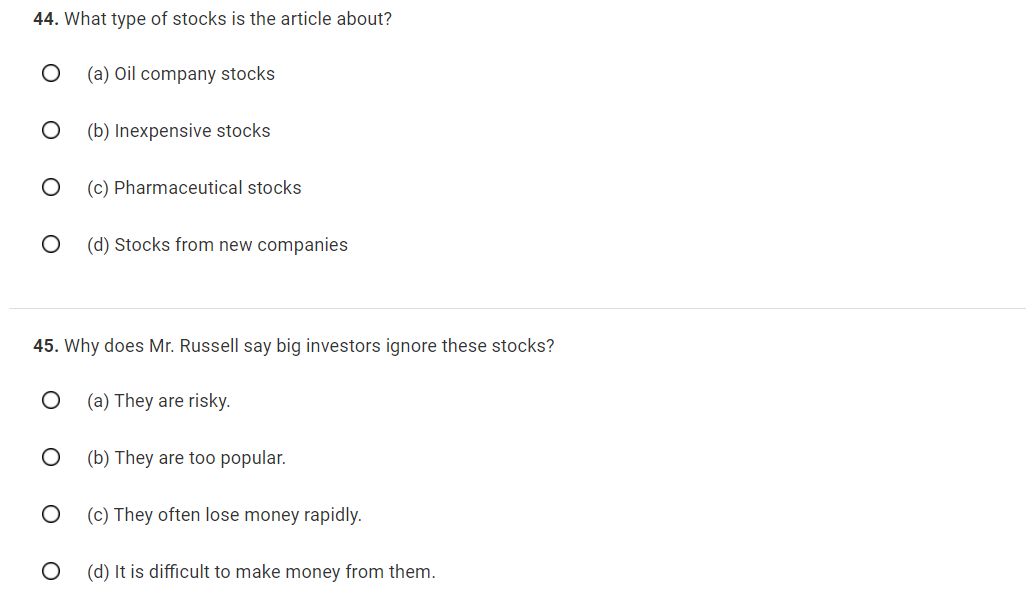 44. What type of stocks is the article about?
(a) Oil company stocks
(b) Inexpensive stocks
(c) Pharmaceutical stocks
(d) Stocks from new companies
45. Why does Mr. Russell say big investors ignore these stocks?
(a) They are risky.
(b) They are too popular.
(c) They often lose money rapidly.
(d) It is difficult to make money from them.